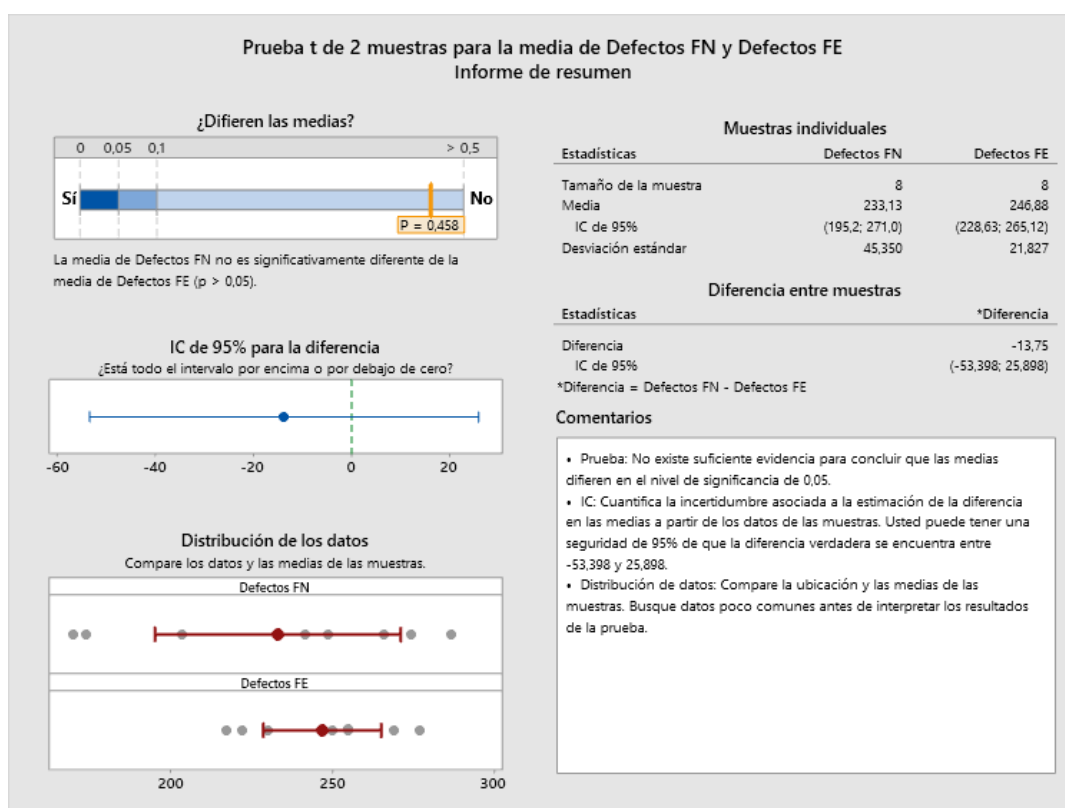 Prueba t de 2 muestras para la media de Defectos FN y Defectos FE
Informe de resumen
¿Difieren las medias?
0 0,05 0,1 > 0,5
Sí No
P = 0,458
La media de Defectos FN no es significativamente diferente de la
media de Defectos FE (p > 0,05).
IC de 95% para la diferencia
¿Está todo el intervalo por encima o por debajo de cero?
-60 -40 -20 0 20
Distribución de los datos
Compare los datos y las medias de las muestras.
Defectos FN
Defectos FE
200 250 300
Muestras individuales
Estadísticas Defectos FN Defectos FE
Tamaño de la muestra 8 8
Media 233,13 246,88
IC de 95% (195,2; 271,0) (228,63; 265,12)
Desviación estándar 45,350 21,827
Diferencia entre muestras
Estadísticas *Diferencia
Diferencia -13,75
IC de 95% (-53,398; 25,898)
*Diferencia = Defectos FN - Defectos FE
Comentarios
• Prueba: No existe suficiente evidencia para concluir que las medias
difieren en el nivel de significancia de 0,05.
• IC: Cuantifica la incertidumbre asociada a la estimación de la diferencia
en las medias a partir de los datos de las muestras. Usted puede tener una
seguridad de 95% de que la diferencia verdadera se encuentra entre
-53,398 y 25,898.
• Distribución de datos: Compare la ubicación y las medias de las
muestras. Busque datos poco comunes antes de interpretar los resultados
de la prueba.